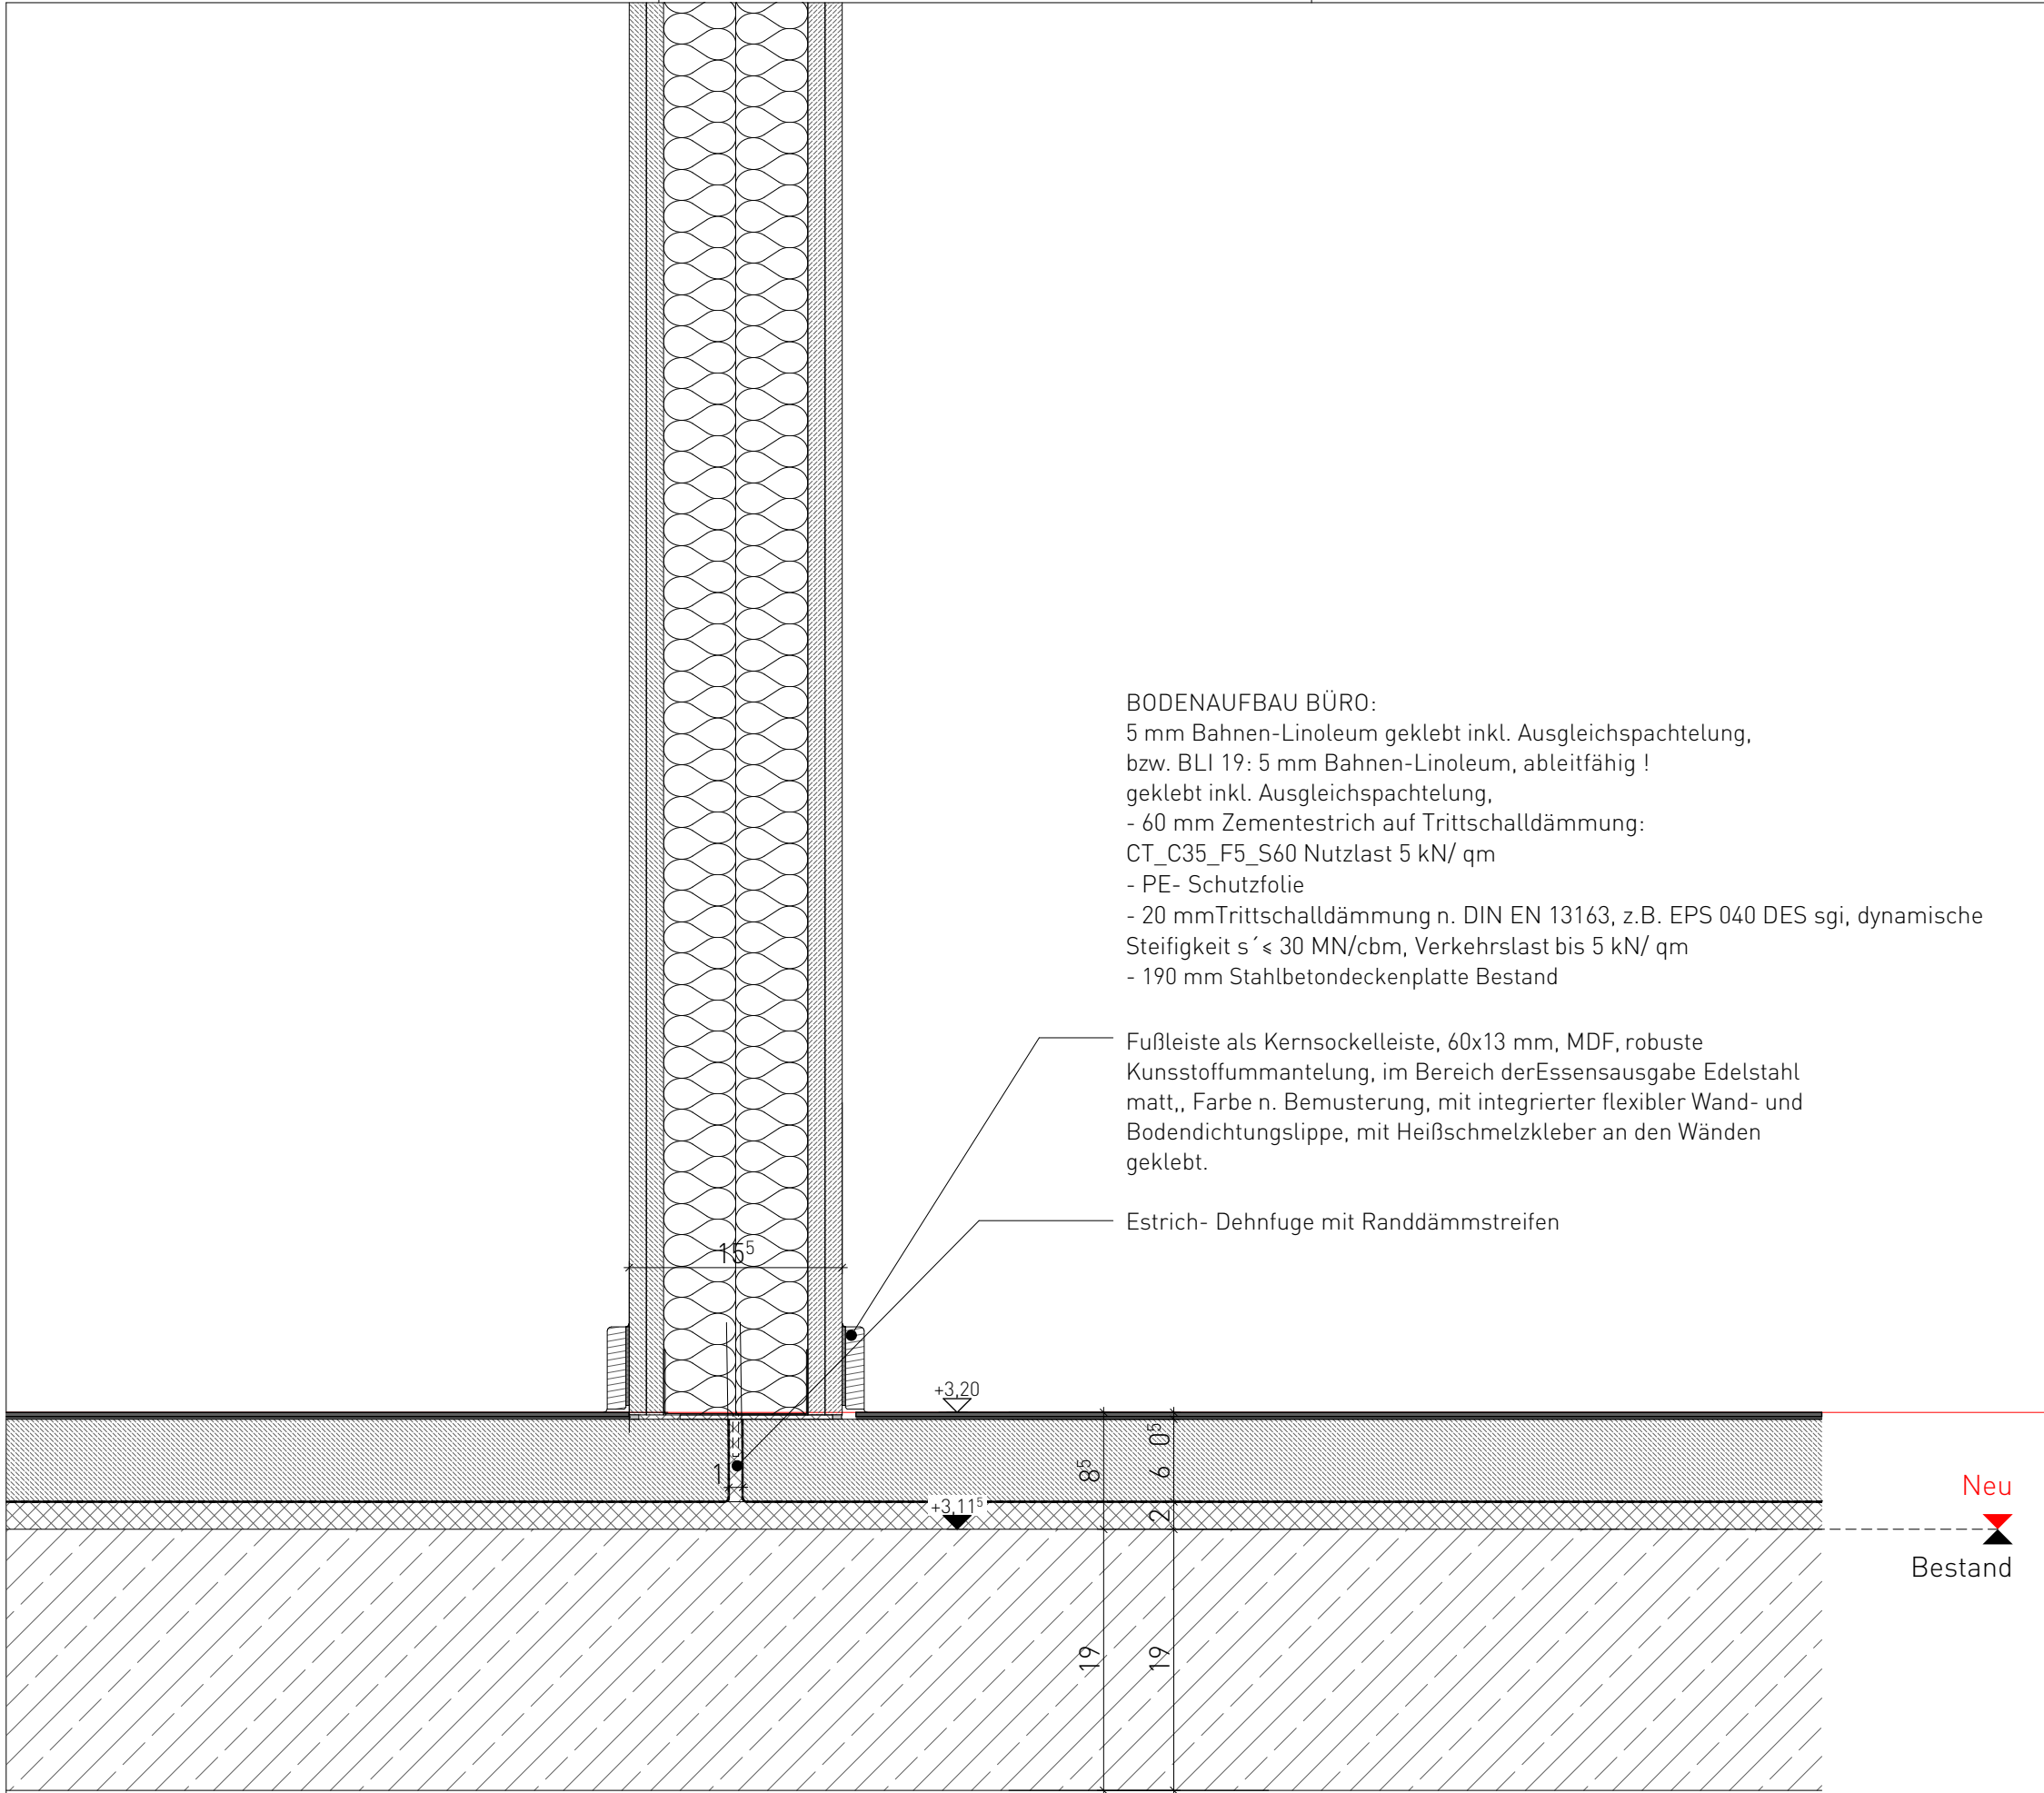 BODENAUFBAU BÜRO:
5 mm Bahnen-Linoleum geklebt inkl. Ausgleichspachtelung,
bzw. BLI 19: 5 mm Bahnen-Linoleum, ableitfähig !
geklebt inkl. Ausgleichspachtelung,
- 60 mm Zementestrich auf Trittschalldämmung:
CT_C35_F5_S60 Nutzlast 5 kN/ qm
- PE- Schutzfolie
- 20 mmTrittschalldämmung n. DIN EN 13163, z.B. EPS 040 DES sgi, dynamische
Steifigkeit s´≤ 30 MN/cbm, Verkehrslast bis 5 kN/ qm
- 190 mm Stahlbetondeckenplatte Bestand
Fußleiste als Kernsockelleiste, 60x13 mm, MDF, robuste
Kunsstoffummantelung, im Bereich derEssensausgabe Edelstahl
matt,, Farbe n. Bemusterung, mit integrierter flexibler Wand- und
Bodendichtungslippe, mit Heißschmelzkleber an den Wänden
geklebt.
Estrich- Dehnfuge mit Randdämmstreifen
15⁵
+3,20
1
8⁵
6 0⁵
+3,11⁵
2
Neu
Bestand
19
19